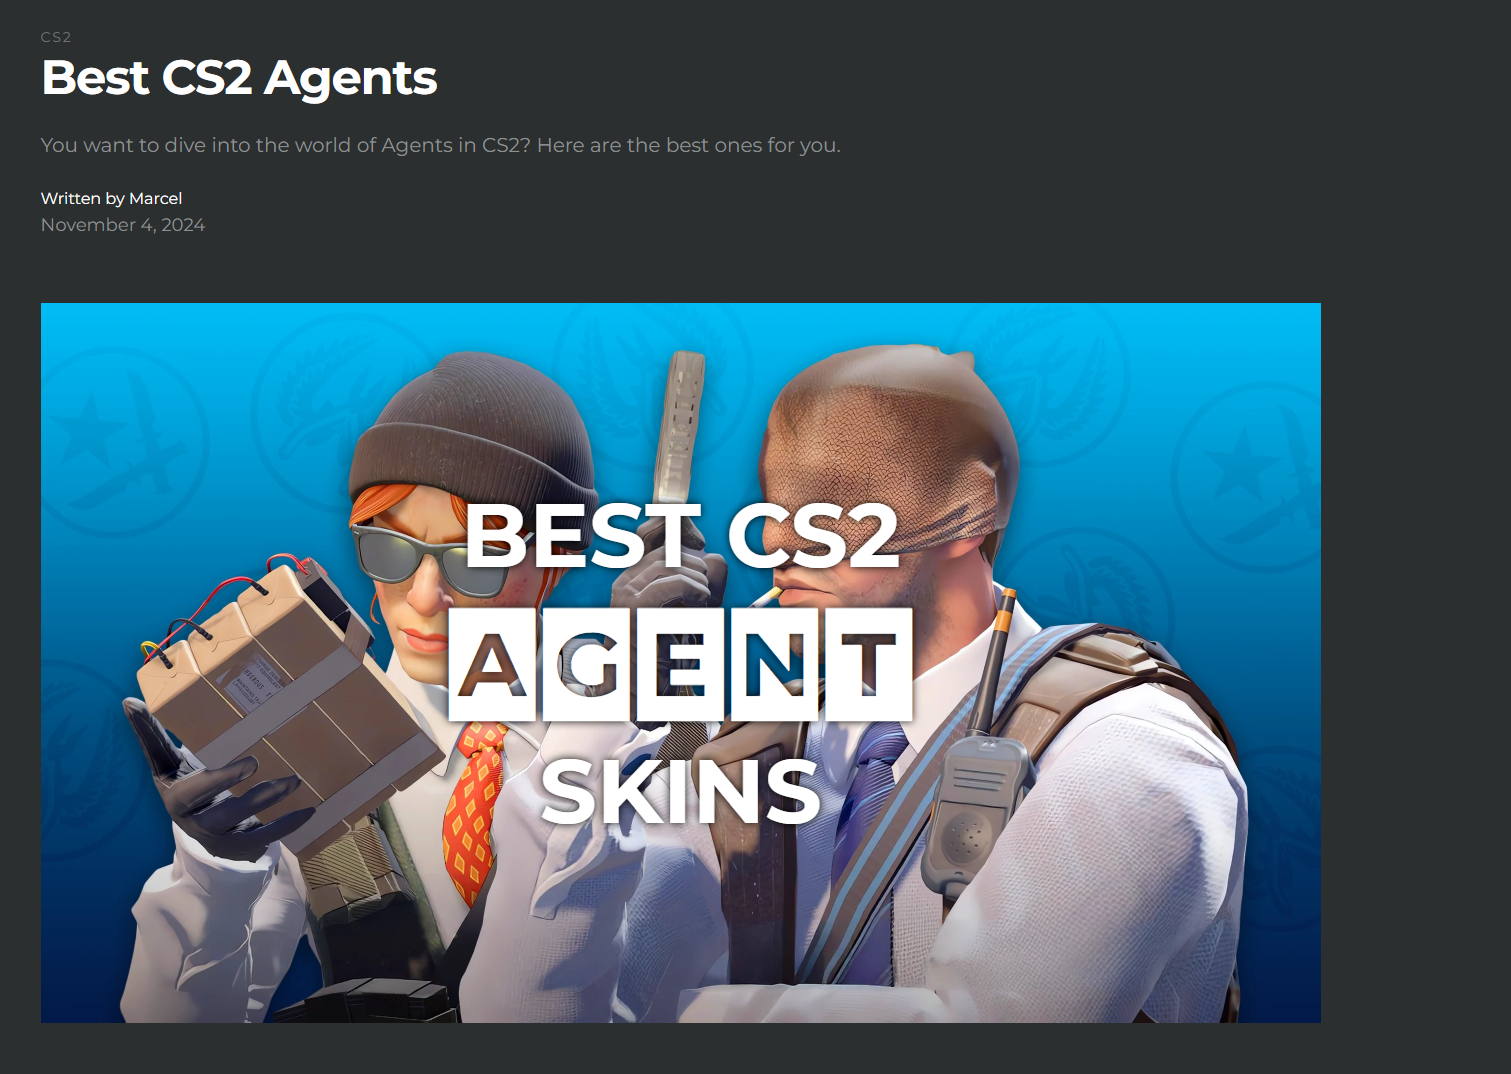 CS2
Best CS2 Agents
You want to dive into the world of Agents in CS2? Here are the best ones for you.
Written by Marcel
November 4, 2024
BEST CS2
AGENT
SKINS